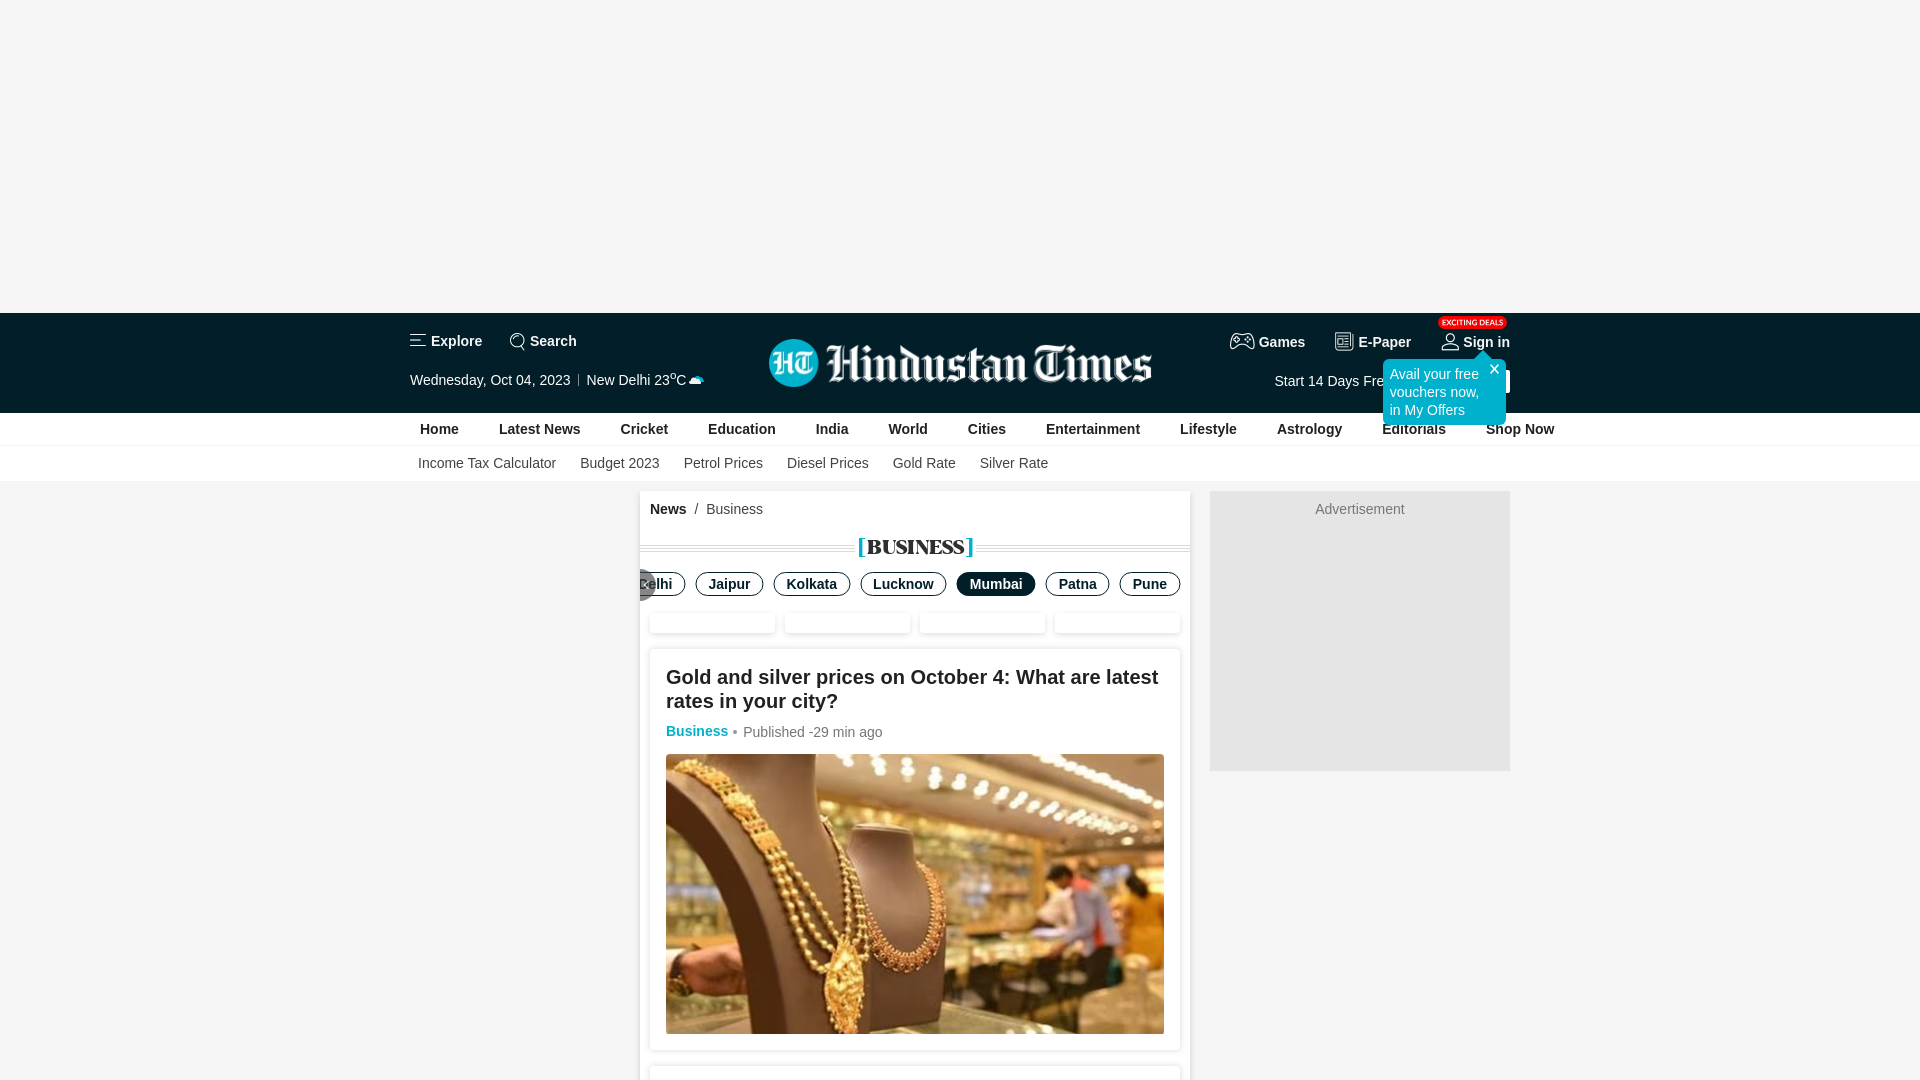 Explore
Search
Wednesday, Oct 04, 2023
New Delhi 23⁰C
HT Hindustan Times
Games
E-Paper
EXCITING DEALS
Sign in
Start 14 Days Fre
Avail your free
vouchers now,
in My Offers
Home Latest News Cricket Education India World Cities Entertainment Lifestyle Astrology Editorials Shop Now
Income Tax Calculator Budget 2023 Petrol Prices Diesel Prices Gold Rate Silver Rate
News / Business
Advertisement
[BUSINESS]
Delhi Jaipur Kolkata Lucknow Mumbai Patna Pune
Gold and silver prices on October 4: What are latest
rates in your city?
Business • Published -29 min ago